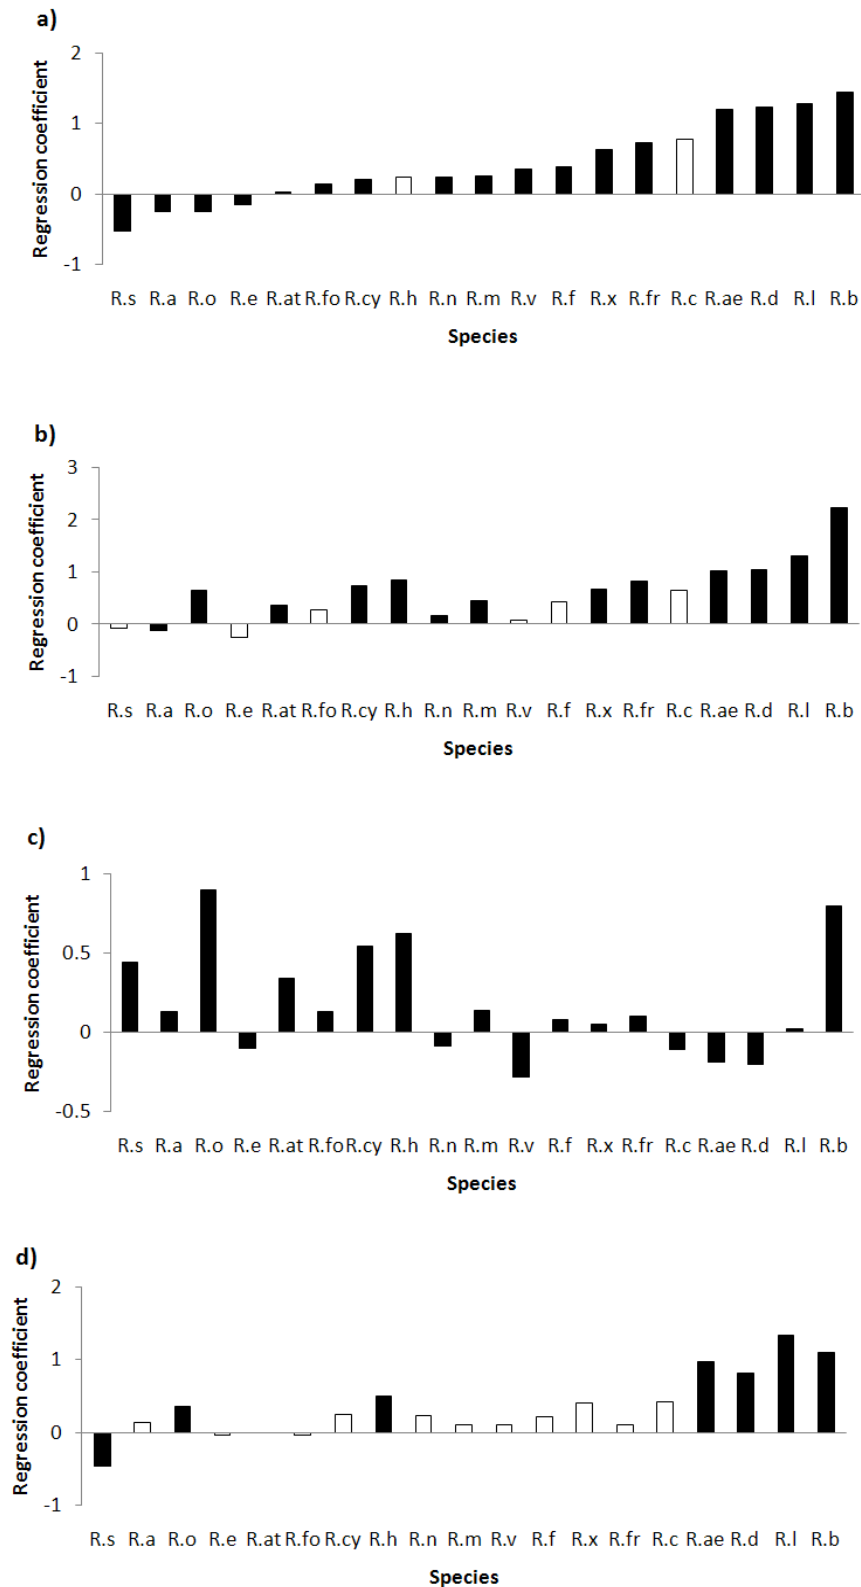 a)
Regression coefficient
2
1
0
-1
R.s R.a R.o R.e R.at R.fo R.cy R.h R.n R.m R.v R.f R.x R.fr R.c R.ae R.d R.l R.b
Species
b)
Regression coefficient
3
2
1
0
-1
R.s R.a R.o R.e R.at R.fo R.cy R.h R.n R.m R.v R.f R.x R.fr R.c R.ae R.d R.l R.b
Species
c)
Regression coefficient
1
0.5
0
-0.5
R.s R.a R.o R.e R.at R.fo R.cy R.h R.n R.m R.v R.f R.x R.fr R.c R.ae R.d R.l R.b
Species
d)
Regression coefficient
2
1
0
-1
R.s R.a R.o R.e R.at R.fo R.cy R.h R.n R.m R.v R.f R.x R.fr R.c R.ae R.d R.l R.b
Species